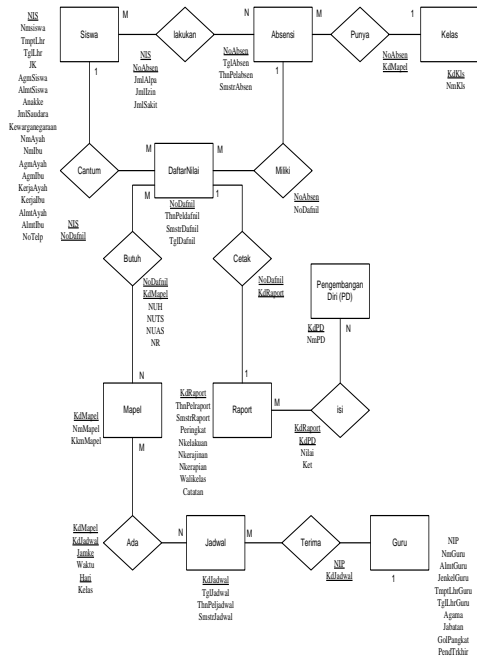 NIS
Nmsiswa
TmptLhr
TglLhr
JK
AgmSiswa
AlmtSiswa
Anakke
JmlSaudara
Kewarganegaraan
NmAyah
NmIbu
AgmAyah
AgmIbu
KerjaAyah
KerjaIbu
AlmtAyah
AlmtIbu
NoTelp
Siswa
M
lakukan
N
Absensi
M
Punya
1
Kelas
NIS
NoAbsen
JmlAlpa
JmlIzin
JmlSakit
NoAbsen
TglAbsen
ThnPelabsen
SmstrAbsen
NoAbsen
KdMapel
KdKls
NmKls
1
1
Cantum
M
DaftarNilai
M
Miliki
M
1
NIS
NoDafnil
NoDafnil
ThnPeldafnil
SmstrDafnil
TglDafnil
NoAbsen
NoDafnil
Butuh
Cetak
NoDafnil
KdMapel
NUH
NUTS
NUAS
NR
NoDafnil
KdRaport
Pengembangan
Diri (PD)
KdPD
NmPD
N
N
1
Mapel
KdMapel
NmMapel
KkmMapel
M
KdRaport
ThnPelraport
SmstrRaport
Peringkat
Nkelakuan
Nkerajinan
Nkerapian
Walikelas
Catatan
Raport
M
isi
KdRaport
KdPD
Nilai
Ket
KdMapel
KdJadwal
Jamke
Waktu
Hari
Kelas
Ada
N
Jadwal
M
Terima
Guru
1
KdJadwal
TglJadwal
ThnPeljadwal
SmstrJadwal
NIP
KdJadwal
NIP
NmGuru
AlmtGuru
JenkelGuru
TmptLhrGuru
TglLhrGuru
Agama
Jabatan
GolPangkat
PendTrkhir